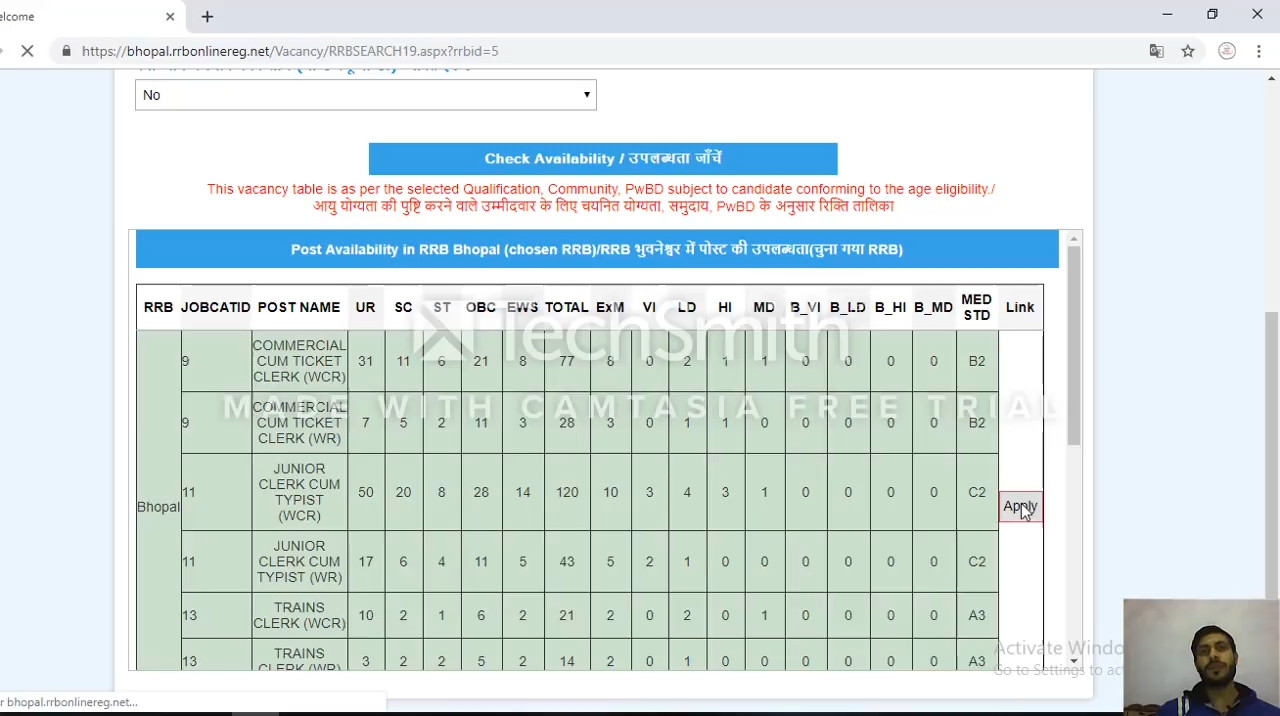 elcome
https://bhopal.rrbonlinereg.net/Vacancy/RRBSEARCH19.aspx?rrbid=5
No
Check Availability / उपलब्धता जाँचें
This vacancy table is as per the selected Qualification, Community, PwBD subject to candidate conforming to the age eligibility./
आयु योग्यता की पुष्टि करने वाले उम्मीदवार के लिए चयनित योग्यता, समुदाय, PwBD के अनुसार रिक्ति तालिका
Post Availability in RRB Bhopal (chosen RRB)/RRB भुवनेश्वर में पोस्ट की उपलब्धता(चुना गया RRB)
RRB JOBCATID POST NAME UR SC ST OBC EWS TOTAL ExM VI LD HI MD B_VI B_LD B_HI B_MD MED STD Link
TechSmith
9 COMMERCIAL CUM TICKET CLERK (WCR) 31 11 6 21 8 77 8 0 2 1 1 0 0 0 0 B2
MADE WITH CAMTASIA FREE TRIAL
9 COMMERCIAL CUM TICKET CLERK (WR) 7 5 2 11 3 28 3 0 1 1 0 0 0 0 0 B2
11 JUNIOR CLERK CUM TYPIST (WCR) 50 20 8 28 14 120 10 3 4 3 1 0 0 0 0 C2
Bhopal Apply
11 JUNIOR CLERK CUM TYPIST (WR) 17 6 4 11 5 43 5 2 1 0 0 0 0 0 0 C2
13 TRAINS CLERK (WCR) 10 2 1 6 2 21 2 0 2 0 1 0 0 0 0 A3
13 TRAINS CLERK (WR) 3 2 2 5 2 14 2 0 1 0 0 0 0 0 0 A3
Activate Windo
Go to Settings to act
r bhopal.rrbonlinereg.net...